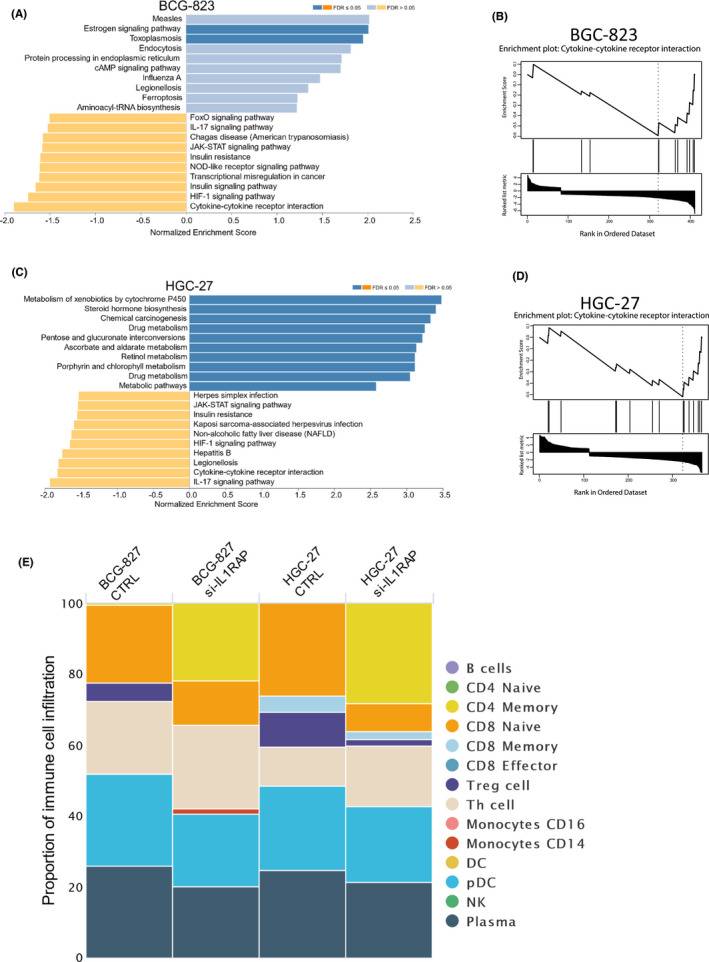 (A)
BCG-823
FDR ≤ 0.05
FDR > 0.05
Measles
Estrogen signaling pathway
Toxoplasmosis
Endocytosis
Protein processing in endoplasmic reticulum
cAMP signaling pathway
Influenza A
Legionellosis
Ferroptosis
Aminoacyl-tRNA biosynthesis
FoxO signaling pathway
IL-17 signaling pathway
Chagas disease (American trypanosomiasis)
JAK-STAT signaling pathway
Insulin resistance
NOD-like receptor signaling pathway
Transcriptional misregulation in cancer
Insulin signaling pathway
HIF-1 signaling pathway
Cytokine-cytokine receptor interaction
-2.0 -1.5 -1.0 -0.5 0.0 0.5 1.0 1.5 2.0 2.5
Normalized Enrichment Score
(B)
BGC-823
Enrichment plot: Cytokine-cytokine receptor interaction
Enrichment Score
Ranked list metric
0 100 200 300 400
Rank in Ordered Dataset
(C)
HGC-27
FDR ≤ 0.05
FDR > 0.05
Metabolism of xenobiotics by cytochrome P450
Steroid hormone biosynthesis
Chemical carcinogenesis
Drug metabolism
Pentose and glucuronate interconversions
Ascorbate and aldarate metabolism
Retinol metabolism
Porphyrin and chlorophyll metabolism
Drug metabolism
Metabolic pathways
Herpes simplex infection
JAK-STAT signaling pathway
Insulin resistance
Kaposi sarcoma-associated herpesvirus infection
Non-alcoholic fatty liver disease (NAFLD)
HIF-1 signaling pathway
Hepatitis B
Legionellosis
Cytokine-cytokine receptor interaction
IL-17 signaling pathway
-2.0 -1.5 -1.0 -0.5 0.0 0.5 1.0 1.5 2.0 2.5 3.0 3.5
Normalized Enrichment Score
(D)
HGC-27
Enrichment plot: Cytokine-cytokine receptor interaction
Enrichment Score
Ranked list metric
0 100 200 300
Rank in Ordered Dataset
(E)
BCG-827
CTRL
BCG-827
si-IL1RAP
HGC-27
CTRL
HGC-27
si-IL1RAP
Proportion of immune cell infiltration
100
80
60
40
20
0
B cells
CD4 Naive
CD4 Memory
CD8 Naive
CD8 Memory
CD8 Effector
Treg cell
Th cell
Monocytes CD16
Monocytes CD14
DC
pDC
NK
Plasma